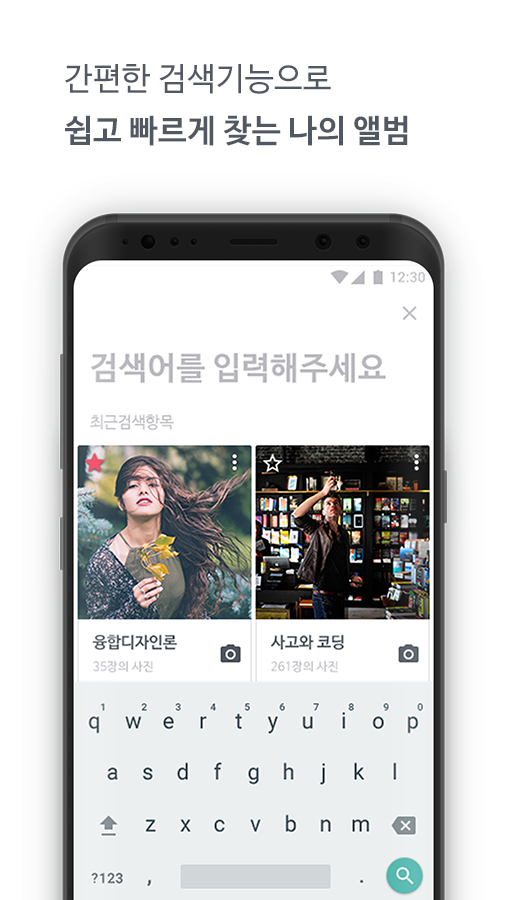 간편한 검색기능으로
쉽고 빠르게 찾는 나의 앨범
12:30
검색어를 입력해주세요
최근검색항목
융합디자인론
35장의 사진
사고와 코딩
261장의 사진
1 2 3 4 5 6 7 8 9 0
q w e r t y u i o p
a s d f g h j k l
z x c v b n m
?123 , .